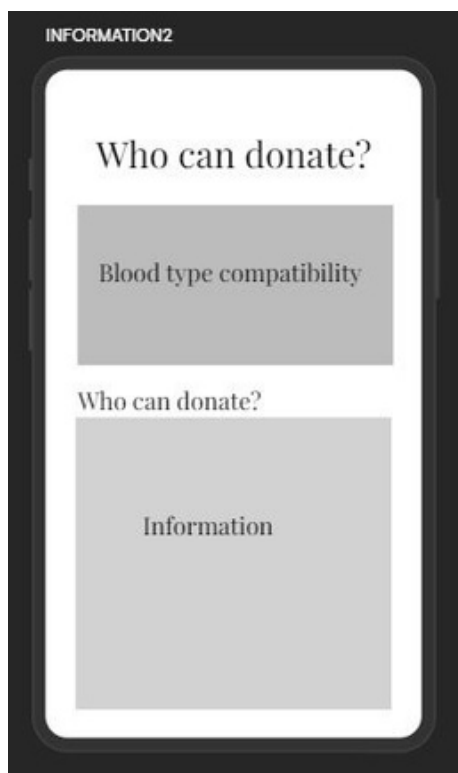 INFORMATION2
Who can donate?
Blood type compatibility
Who can donate?
Information